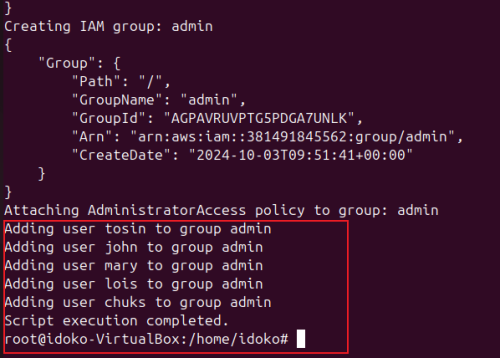 }
Creating IAM group: admin
{
    "Group": {
        "Path": "/",
        "GroupName": "admin",
        "GroupId": "AGPAVRUVPTG5PDGA7UNLK",
        "Arn": "arn:aws:iam::381491845562:group/admin",
        "CreateDate": "2024-10-03T09:51:41+00:00"
    }
}
Attaching AdministratorAccess policy to group: admin
Adding user tosin to group admin
Adding user john to group admin
Adding user mary to group admin
Adding user lois to group admin
Adding user chuks to group admin
Script execution completed.
root@idoko-VirtualBox:/home/idoko#